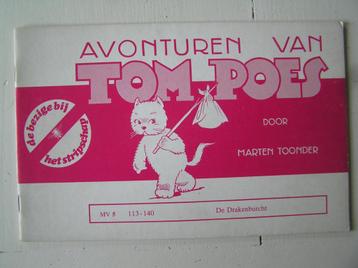 AVONTUREN VAN
TOM POES
de bezige bij
het stripschap
DOOR
MARTEN TOONDER
MV 8 113-140 De Drakenburcht